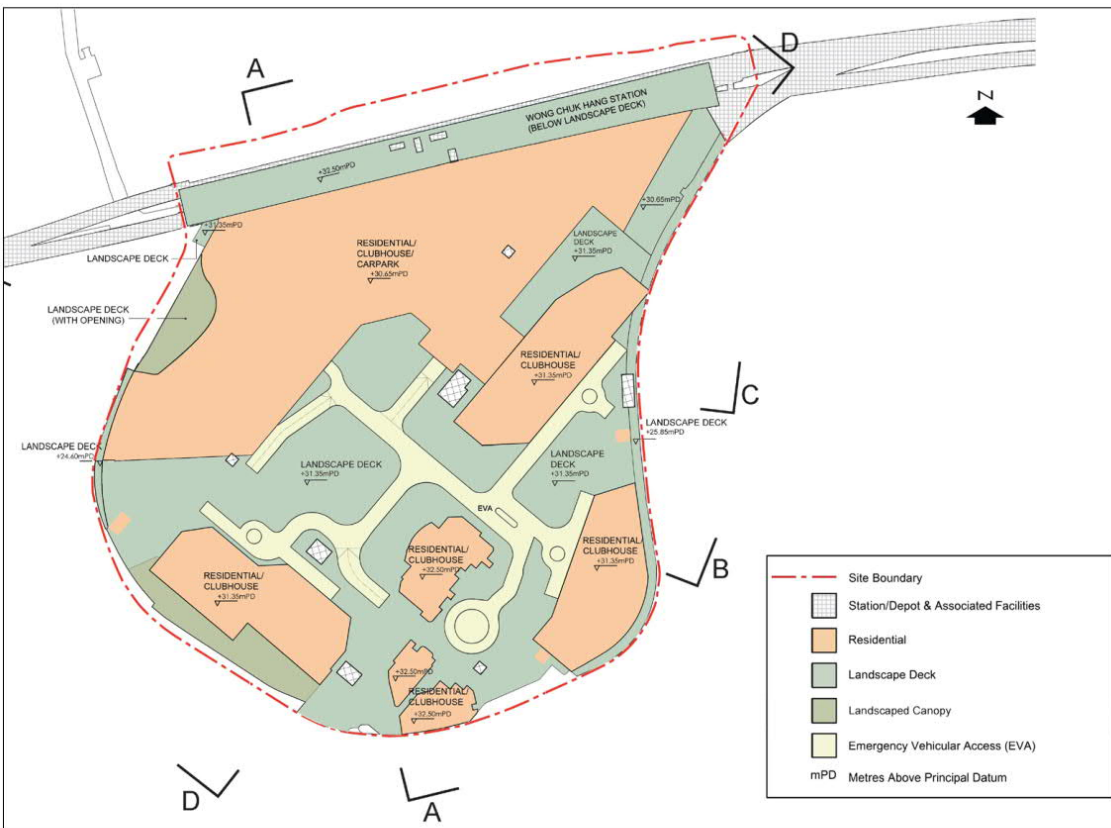 A
D
N
WONG CHUK HANG STATION
(BELOW LANDSCAPE DECK)
+32.50mPD
+30.65mPD
+31.35mPD
LANDSCAPE DECK
LANDSCAPE
DECK
+31.35mPD
RESIDENTIAL/
CLUBHOUSE/
CARPARK
+30.65mPD
LANDSCAPE DECK
(WITH OPENING)
RESIDENTIAL/
CLUBHOUSE
+31.35mPD
C
LANDSCAPE DECK
+25.85mPD
LANDSCAPE DECK
+24.60mPD
LANDSCAPE DECK
+31.35mPD
LANDSCAPE
DECK
+31.35mPD
EVA
RESIDENTIAL/
CLUBHOUSE
+32.50mPD
RESIDENTIAL/
CLUBHOUSE
+31.35mPD
RESIDENTIAL/
CLUBHOUSE
+31.35mPD
B
+32.50mPD
RESIDENTIAL/
CLUBHOUSE
+32.50mPD
D
A
Site Boundary
Station/Depot & Associated Facilities
Residential
Landscape Deck
Landscaped Canopy
Emergency Vehicular Access (EVA)
mPD Metres Above Principal Datum